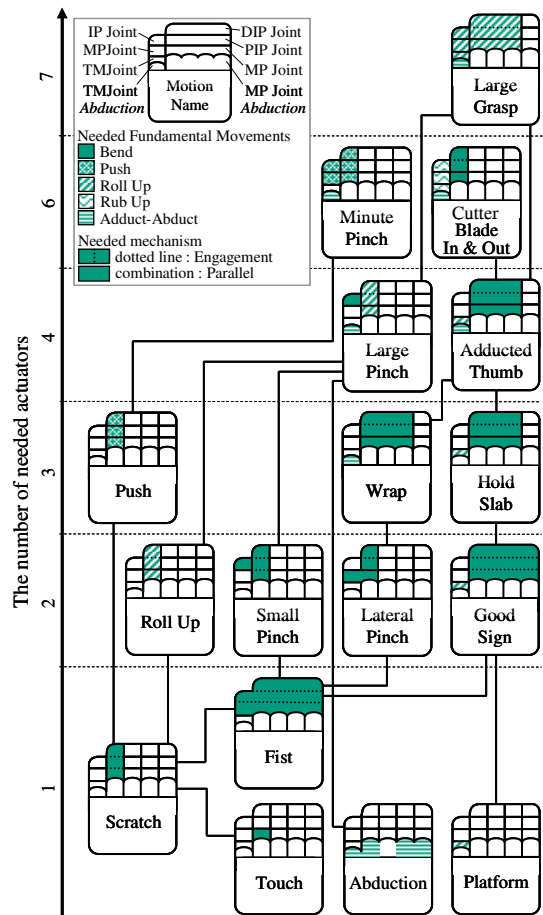 IP Joint
MPJoint
TMJoint
TMJoint
Abduction
DIP Joint
PIP Joint
MP Joint
MP Joint
Abduction
Motion
Name
Needed Fundamental Movements
Bend
Push
Roll Up
Rub Up
Adduct-Abduct
Needed mechanism
dotted line : Engagement
combination : Parallel
The number of needed actuators
7
Large
Grasp
6
Minute
Pinch
Cutter
Blade
In & Out
4
Large
Pinch
Adducted
Thumb
3
Push
Wrap
Hold
Slab
2
Roll Up
Small
Pinch
Lateral
Pinch
Good
Sign
1
Fist
Scratch
Touch
Abduction
Platform